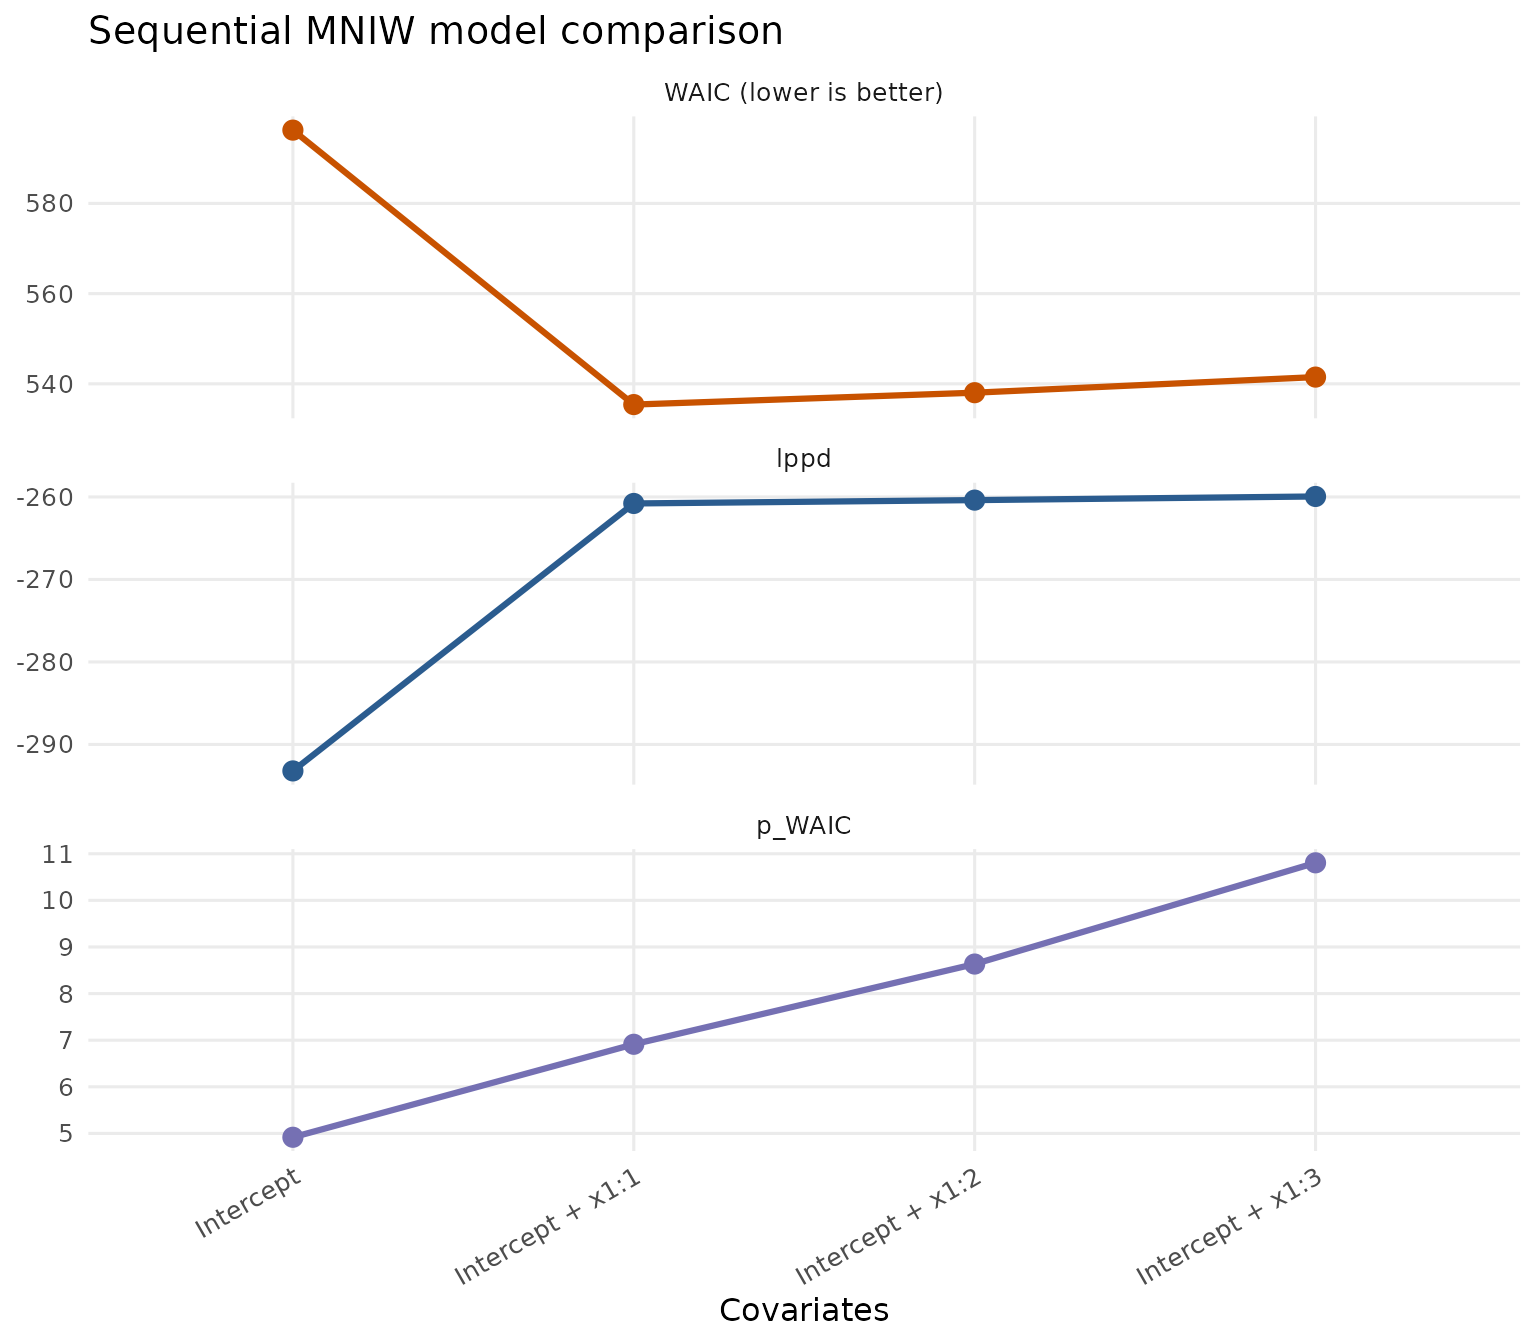 Sequential MNIW model comparison
WAIC (lower is better)
580
560
540
lppd
-260
-270
-280
-290
p_WAIC
11
10
9
8
7
6
5
Intercept
Intercept + x1:1
Intercept + x1:2
Intercept + x1:3
Covariates